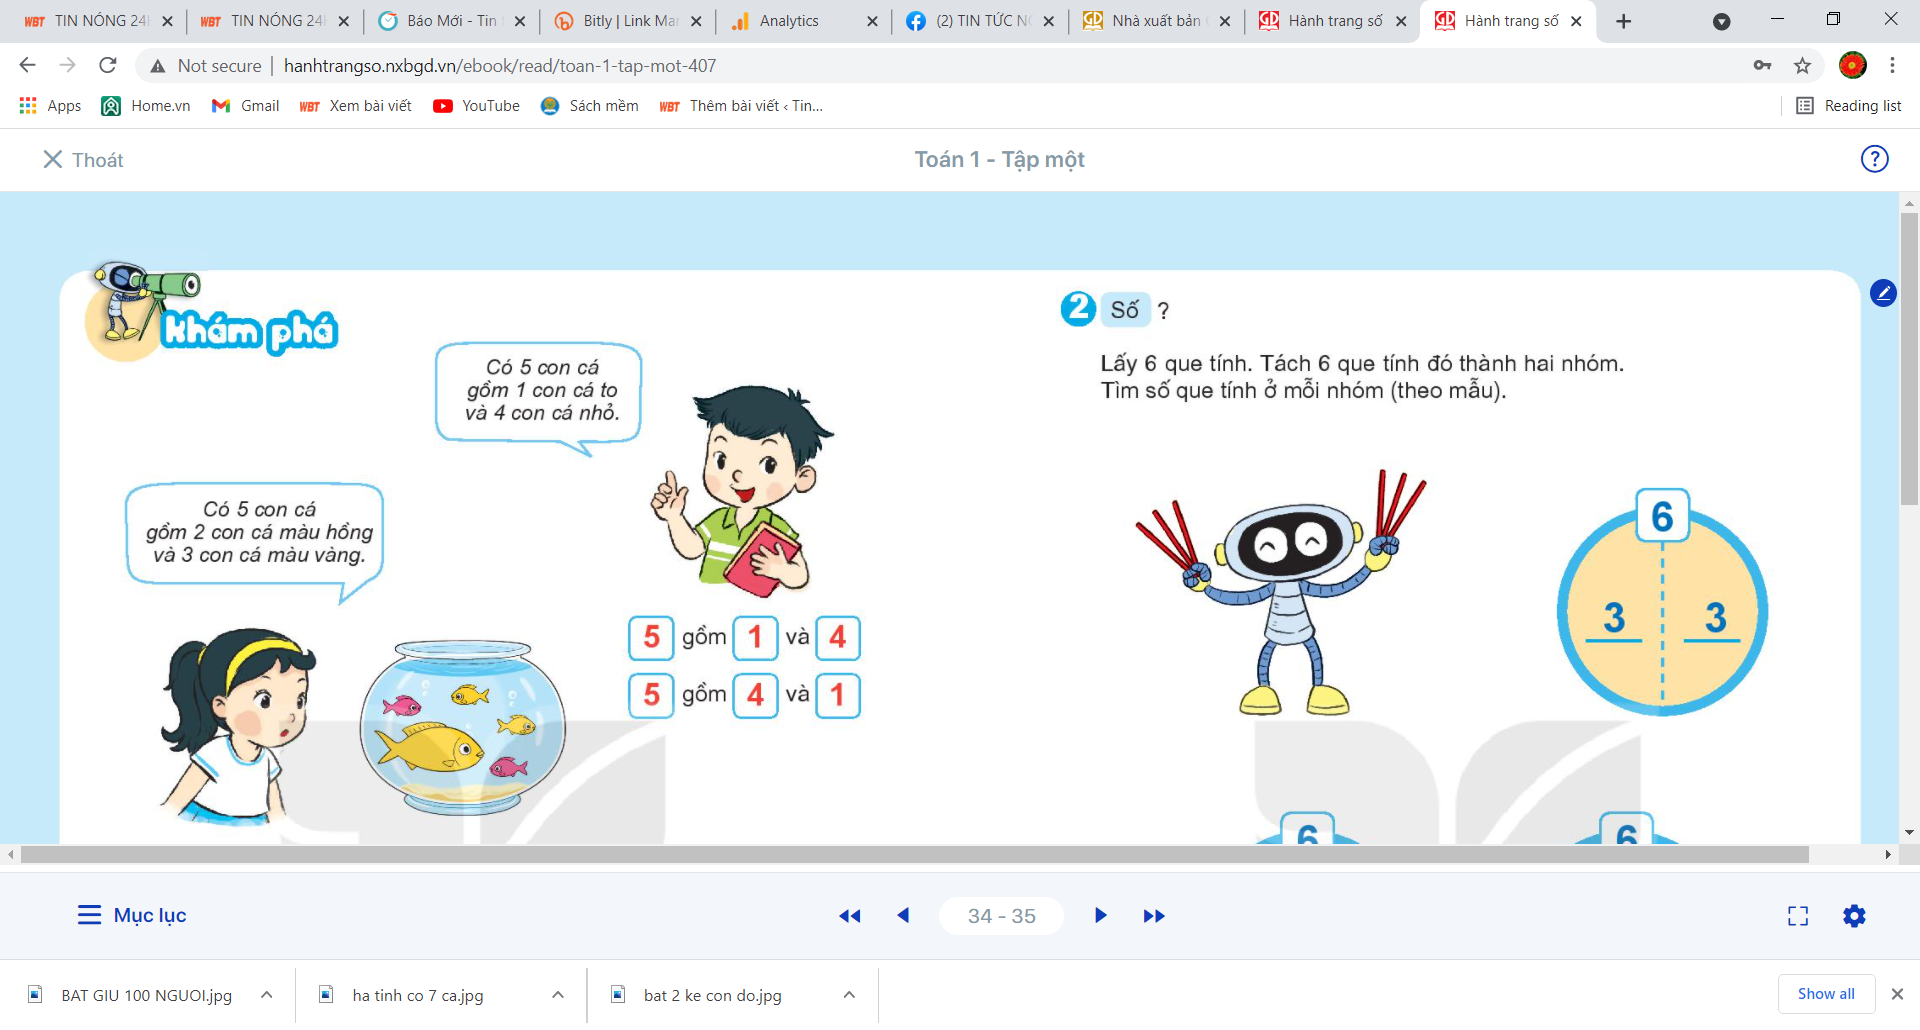 TIN NÓNG 24
TIN NÓNG 24
Báo Mới - Tin
Bitly | Link Ma
Analytics
(2) TIN TỨC N
Nhà xuất bản
Hành trang số
Hành trang số
Not secure
hanhtrangso.nxbgd.vn/ebook/read/toan-1-tap-mot-407
Apps
Home.vn
Gmail
WBT Xem bài viết
YouTube
Sách mềm
WBT Thêm bài viết ‹ Tin...
Reading list
Thoát
Toán 1 - Tập một
?
khám phá
Có 5 con cá
gồm 1 con cá to
và 4 con cá nhỏ.
Có 5 con cá
gồm 2 con cá màu hồng
và 3 con cá màu vàng.
5 gồm 1 và 4
5 gồm 4 và 1
2 Số ?
Lấy 6 que tính. Tách 6 que tính đó thành hai nhóm.
Tìm số que tính ở mỗi nhóm (theo mẫu).
6
3 3
6 6
Mục lục
34 - 35
BAT GIU 100 NGUOI.jpg
ha tinh co 7 ca.jpg
bat 2 ke con do.jpg
Show all